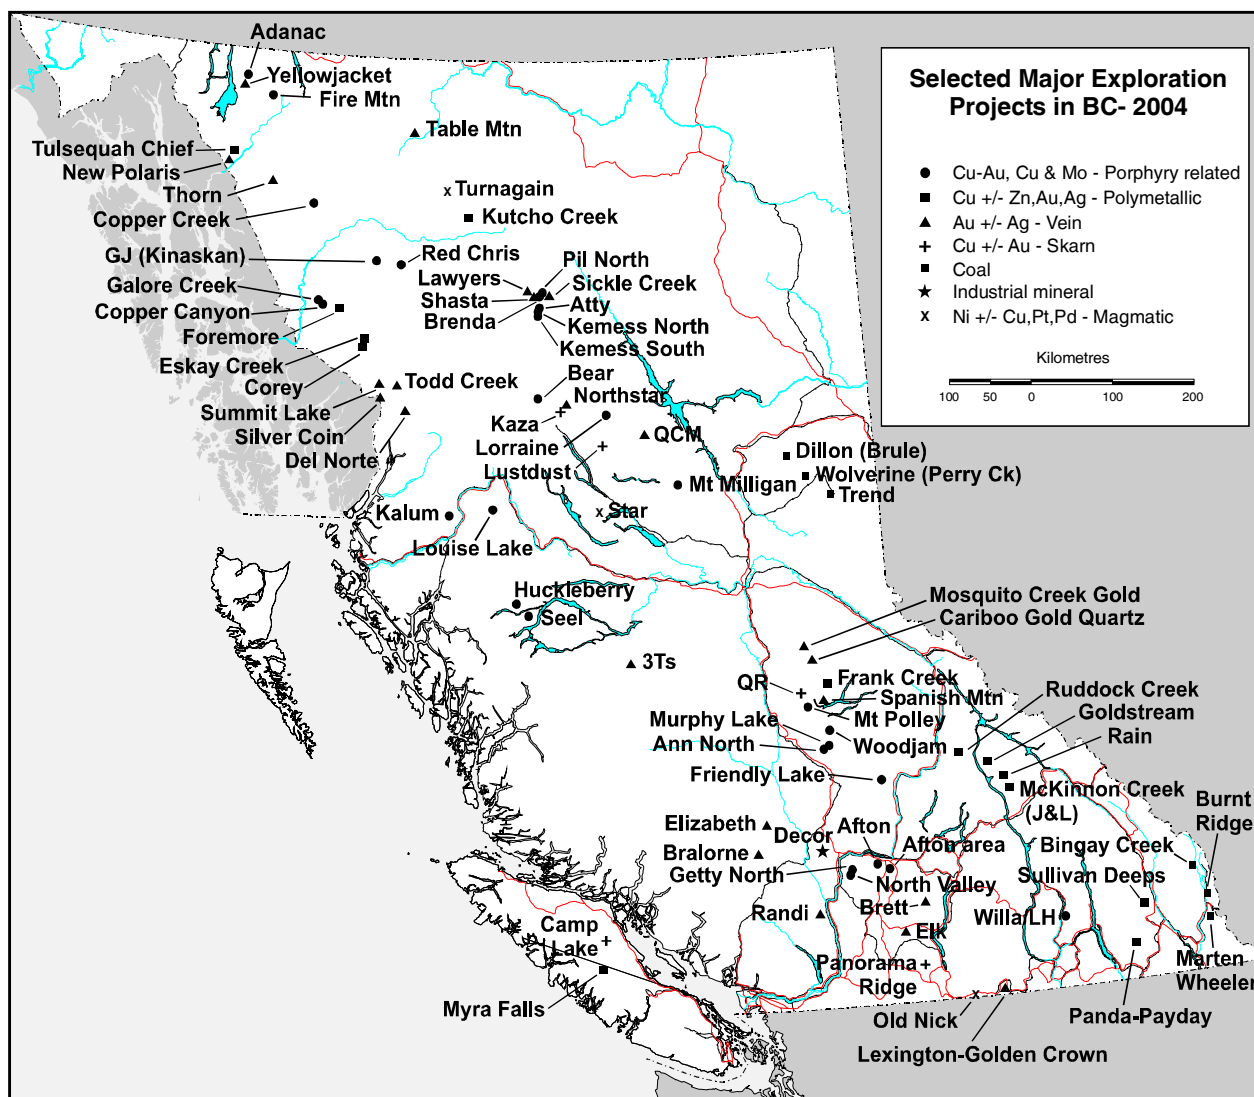 Selected Major Exploration
Projects in BC- 2004
Cu-Au, Cu & Mo - Porphyry related
Cu +/- Zn,Au,Ag - Polymetallic
Au +/- Ag - Vein
Cu +/- Au - Skarn
Coal
Industrial mineral
Ni +/- Cu,Pt,Pd - Magmatic
Kilometres
100 50 0 100 200
Adanac
Yellowjacket
Fire Mtn
Table Mtn
Tulsequah Chief
New Polaris
Thorn
Copper Creek
Turnagain
Kutcho Creek
GJ (Kinaskan)
Red Chris
Galore Creek
Copper Canyon
Foremore
Eskay Creek
Corey
Pil North
Lawyers
Sickle Creek
Shasta
Atty
Brenda
Kemess North
Kemess South
Bear
Todd Creek
Northstar
Summit Lake
Silver Coin
Del Norte
Kaza
Lorraine
QCM
Lustdust
Mt Milligan
Dillon (Brule)
Wolverine (Perry Ck)
Trend
Kalum
Star
Louise Lake
Huckleberry
Seel
3Ts
Mosquito Creek Gold
Cariboo Gold Quartz
QR
Frank Creek
Spanish Mtn
Mt Polley
Murphy Lake
Woodjam
Ann North
Friendly Lake
Ruddock Creek
Goldstream
Rain
McKinnon Creek
(J&L)
Burnt
Ridge
Elizabeth
Decor
Afton
Afton area
Bralorne
Getty North
North Valley
Bingay Creek
Sullivan Deeps
Randi
Brett
Elk
Willa/LH
Camp
Lake
Panorama
Ridge
Marten
Wheeler
Myra Falls
Old Nick
Panda-Payday
Lexington-Golden Crown